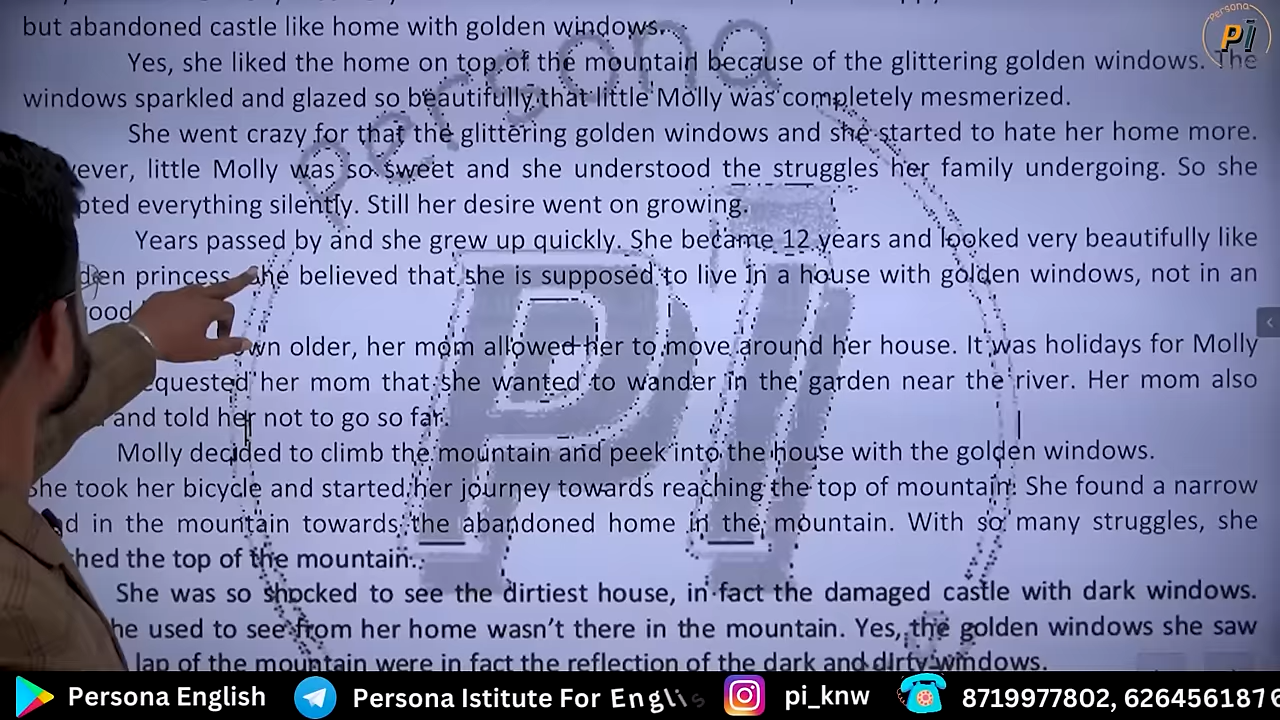 but abandoned castle like home with golden windows.
Yes, she liked the home on top of the mountain because of the glittering golden windows. The
windows sparkled and glazed so beautifully that little Molly was completely mesmerized.
She went crazy for that the glittering golden windows and she started to hate her home more.
ever, little Molly was so sweet and she understood the struggles her family undergoing. So she
pted everything silently. Still her desire went on growing.
Years passed by and she grew up quickly. She became 12 years and looked very beautifully like
den princess. She believed that she is supposed to live in a house with golden windows, not in an
ood
own older, her mom allowed her to move around her house. It was holidays for Molly
equested her mom that she wanted to wander in the garden near the river. Her mom also
and told her not to go so far.
Molly decided to climb the mountain and peek into the house with the golden windows.
She took her bicycle and started her journey towards reaching the top of mountain. She found a narrow
d in the mountain towards the abandoned home in the mountain. With so many struggles, she
hed the top of the mountain.
She was so shocked to see the dirtiest house, in fact the damaged castle with dark windows.
he used to see from her home wasn't there in the mountain. Yes, the golden windows she saw
lap of the mountain were in fact the reflection of the dark and dirty windows.
Persona
PI
Persona
PI
Persona English
Persona Istitute For Englis
pi_knw
8719977802, 6264561876